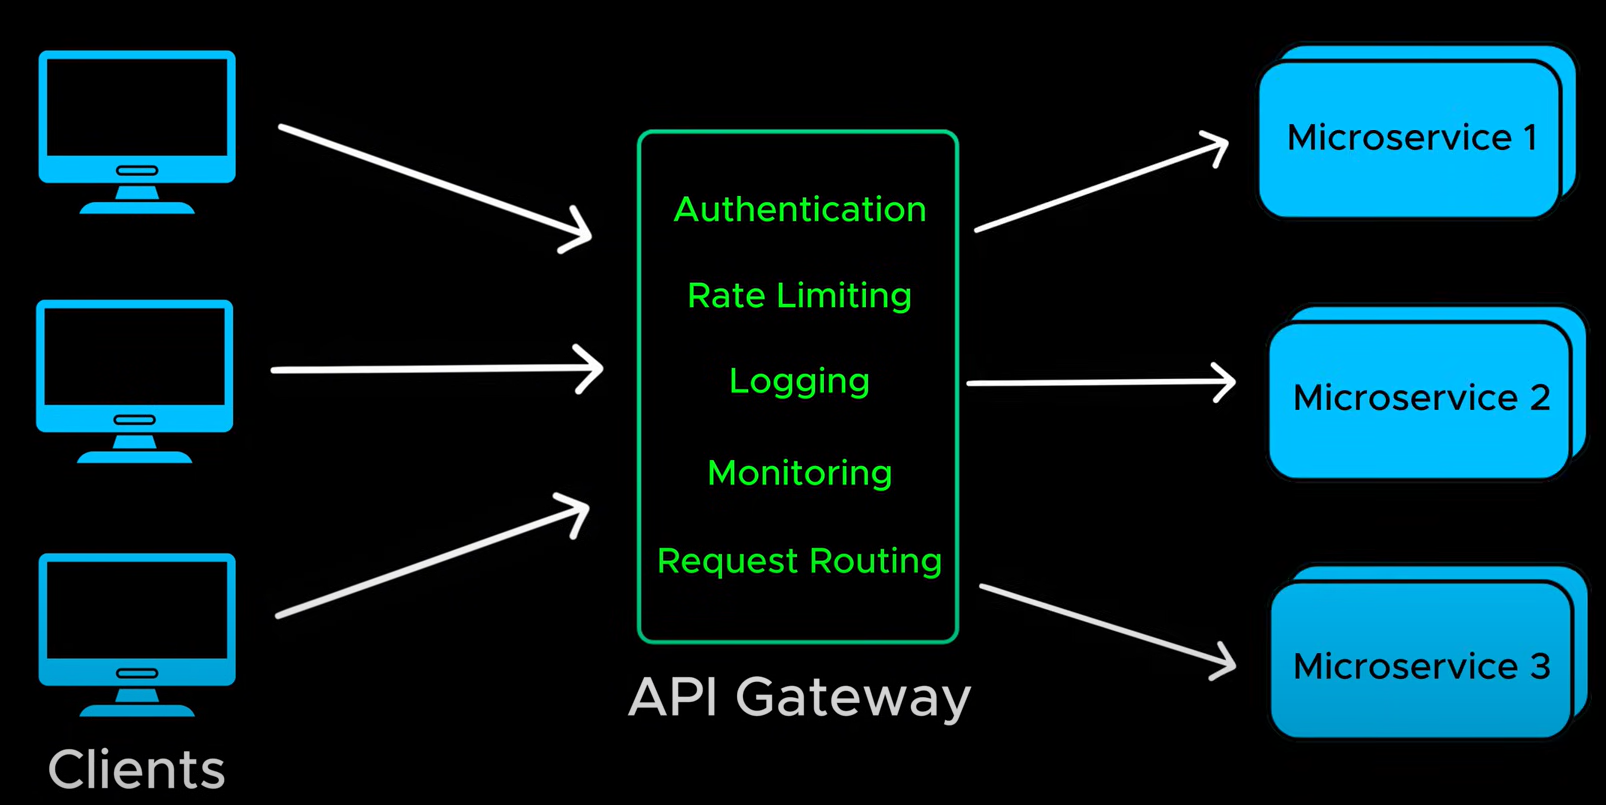 Clients
Authentication
Rate Limiting
Logging
Monitoring
Request Routing
API Gateway
Microservice 1
Microservice 2
Microservice 3